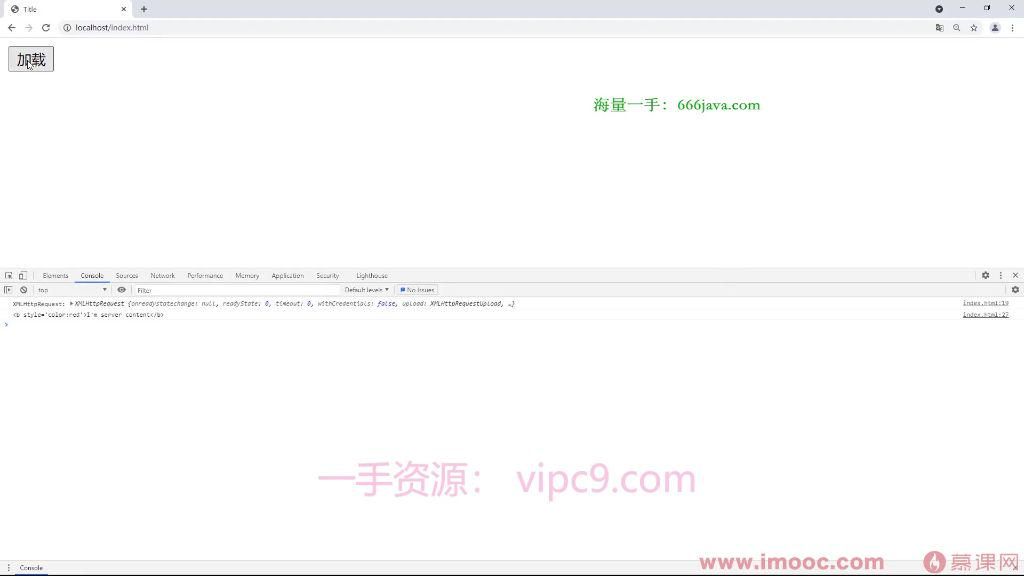 Title
localhost/index.html
加载
海量一手：666java.com
Elements Console Sources Network Performance Memory Application Security Lighthouse
top Filter Default levels No Issues
XMLHttpRequest: XMLHttpRequest {onreadystatechange: null, readyState: 0, timeout: 0, withCredentials: false, upload: XMLHttpRequestUpload, …} index.html:19
<b style='color:red'>I'm server content</b> index.html:27
一手资源： vipc9.com
Console
www.imooc.com 慕课网